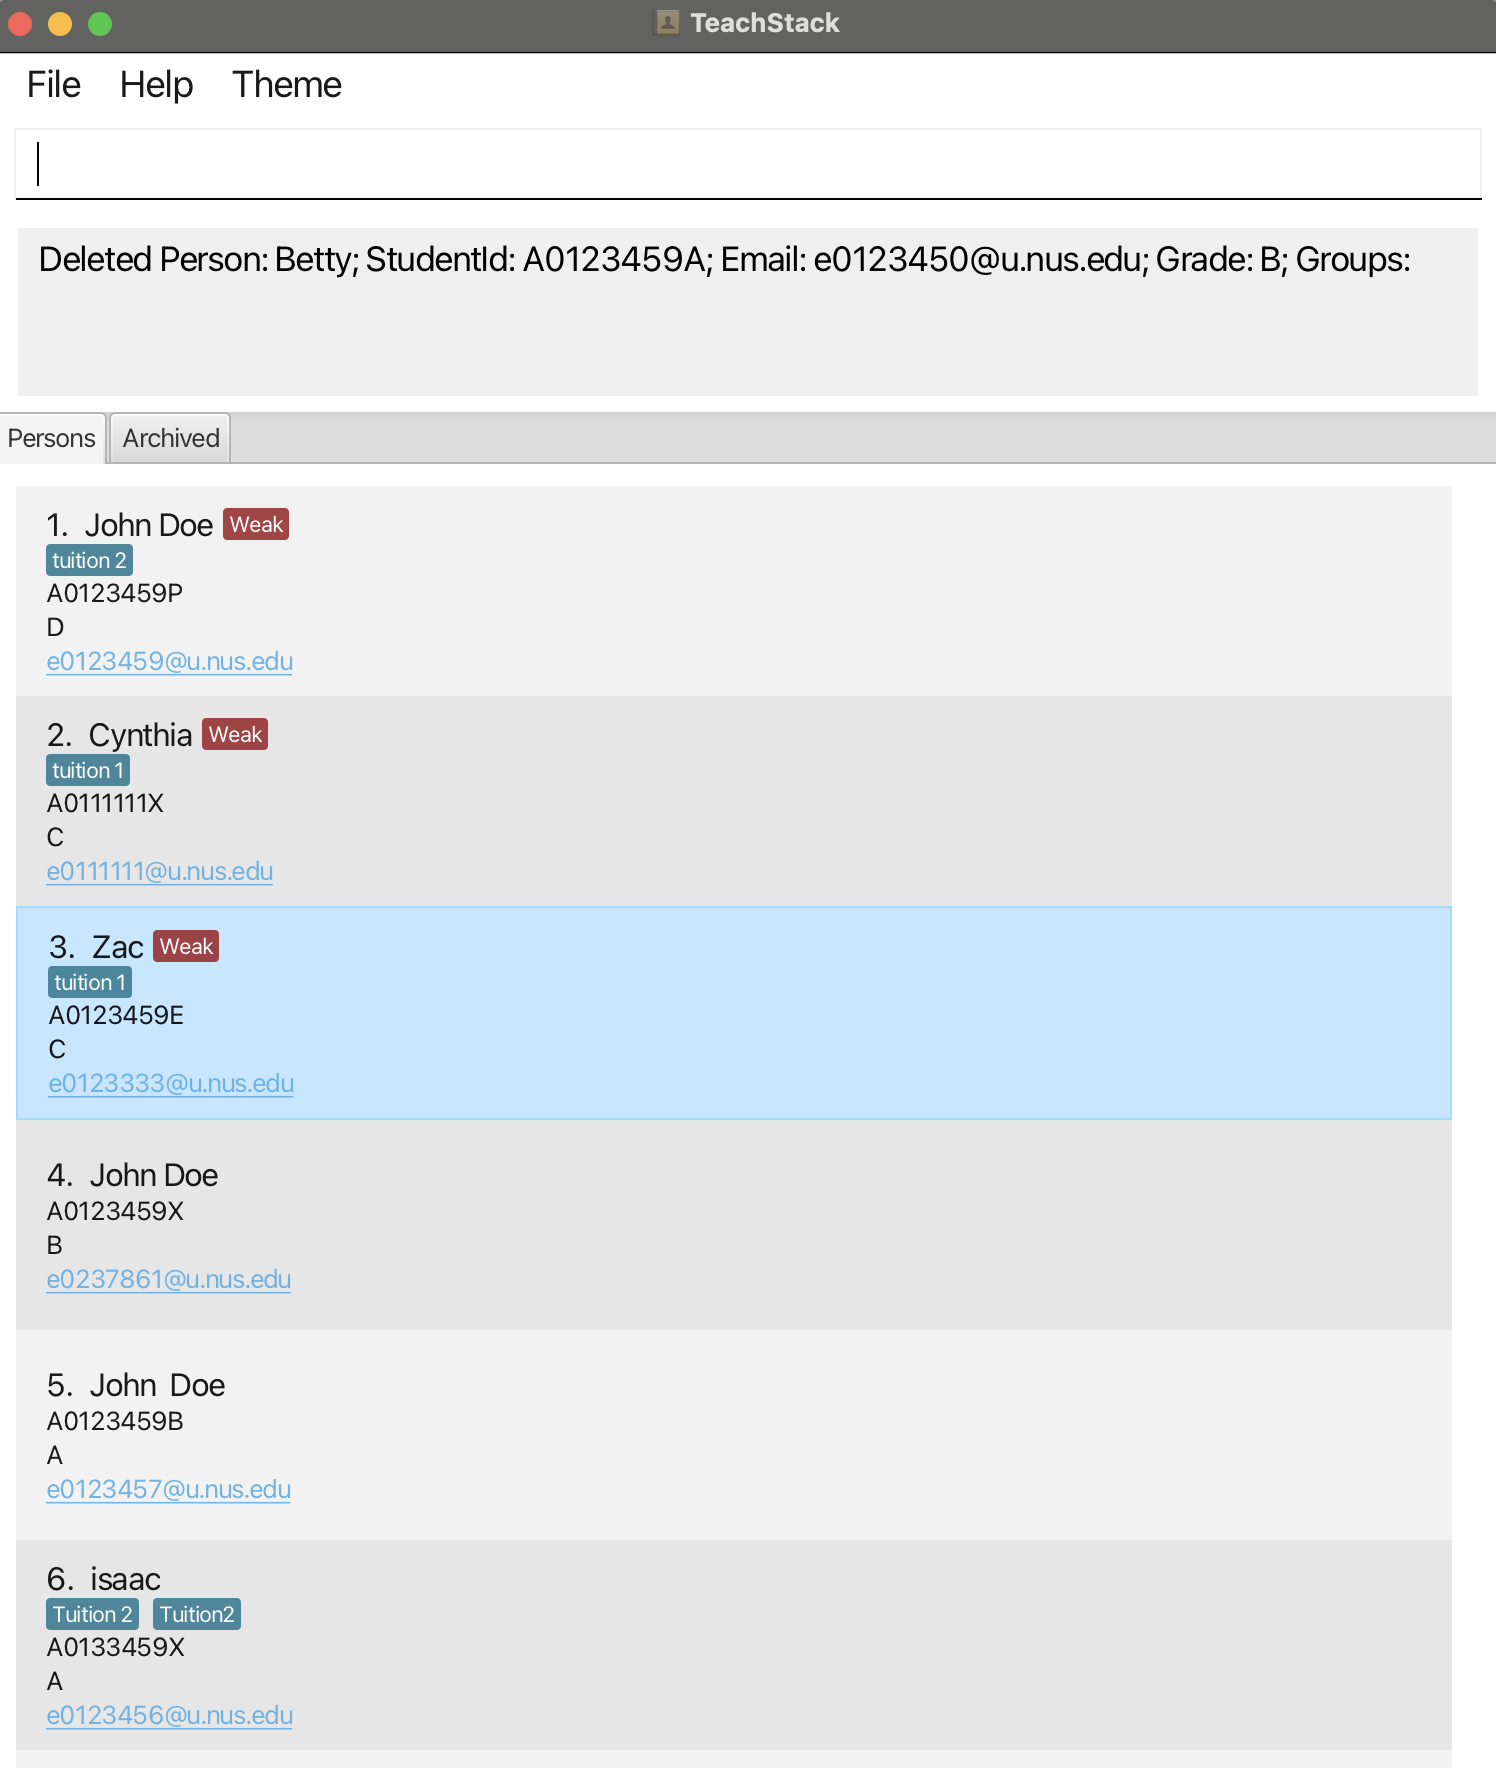 TeachStack
File Help Theme
Deleted Person: Betty; StudentId: A0123459A; Email: e0123450@u.nus.edu; Grade: B; Groups:
Persons Archived
1. John Doe Weak
tuition 2
A0123459P
D
e0123459@u.nus.edu
2. Cynthia Weak
tuition 1
A0111111X
C
e0111111@u.nus.edu
3. Zac Weak
tuition 1
A0123459E
C
e0123333@u.nus.edu
4. John Doe
A0123459X
B
e0237861@u.nus.edu
5. John  Doe
A0123459B
A
e0123457@u.nus.edu
6. isaac
Tuition 2 Tuition2
A0133459X
A
e0123456@u.nus.edu